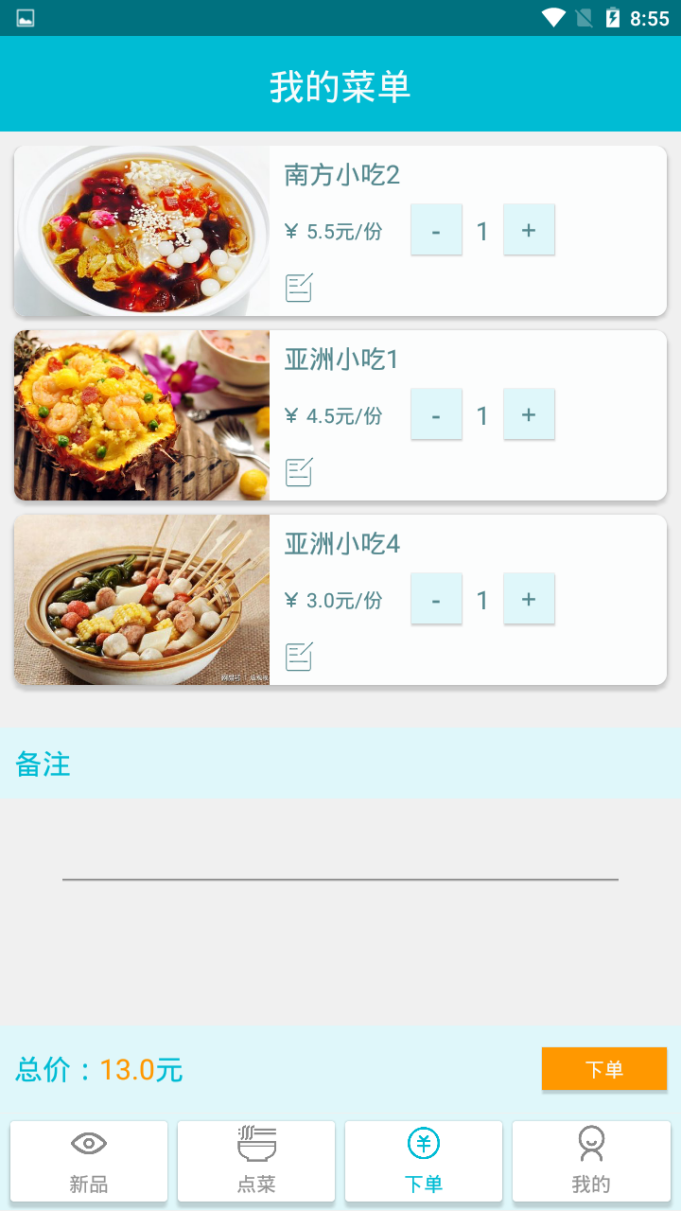 8:55
我的菜单
南方小吃2
¥ 5.5元/份
- 1 +
亚洲小吃1
¥ 4.5元/份
- 1 +
亚洲小吃4
¥ 3.0元/份
- 1 +
备注
总价：13.0元
下单
新品
点菜
下单
我的